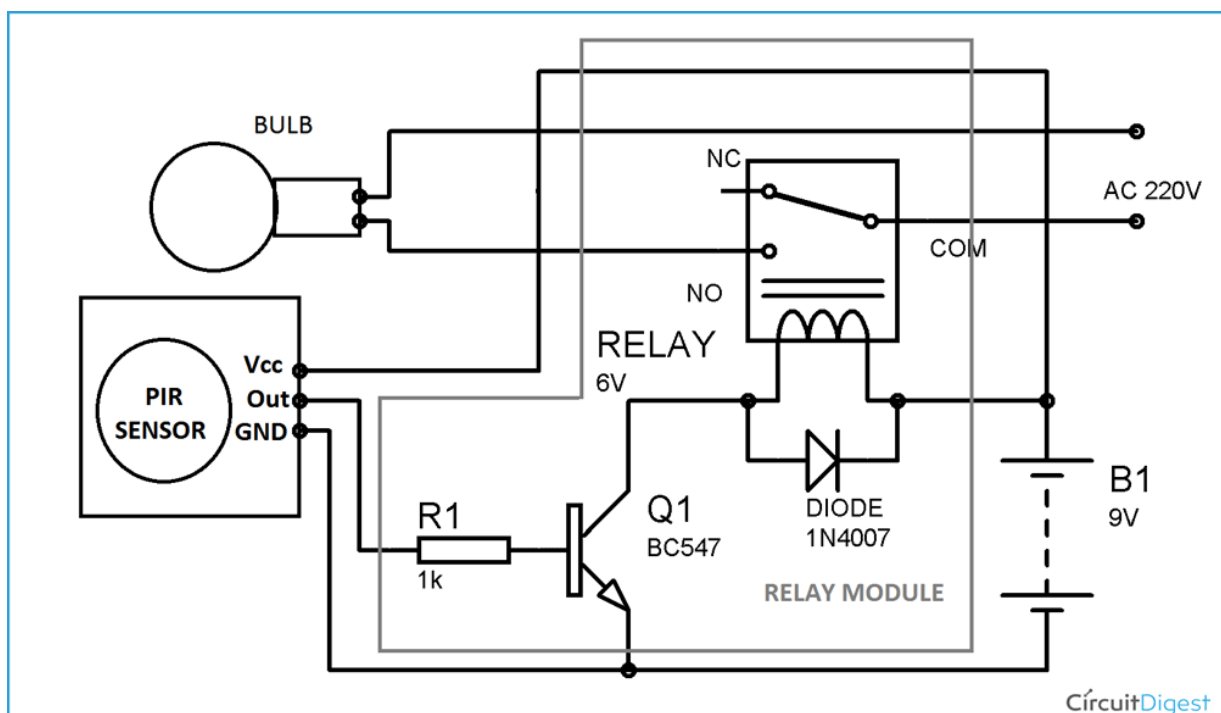 BULB
NC
AC 220V
COM
NO
RELAY
6V
Vcc
Out
GND
PIR
SENSOR
R1
1k
Q1
BC547
DIODE
1N4007
B1
9V
RELAY MODULE
CircuitDigest